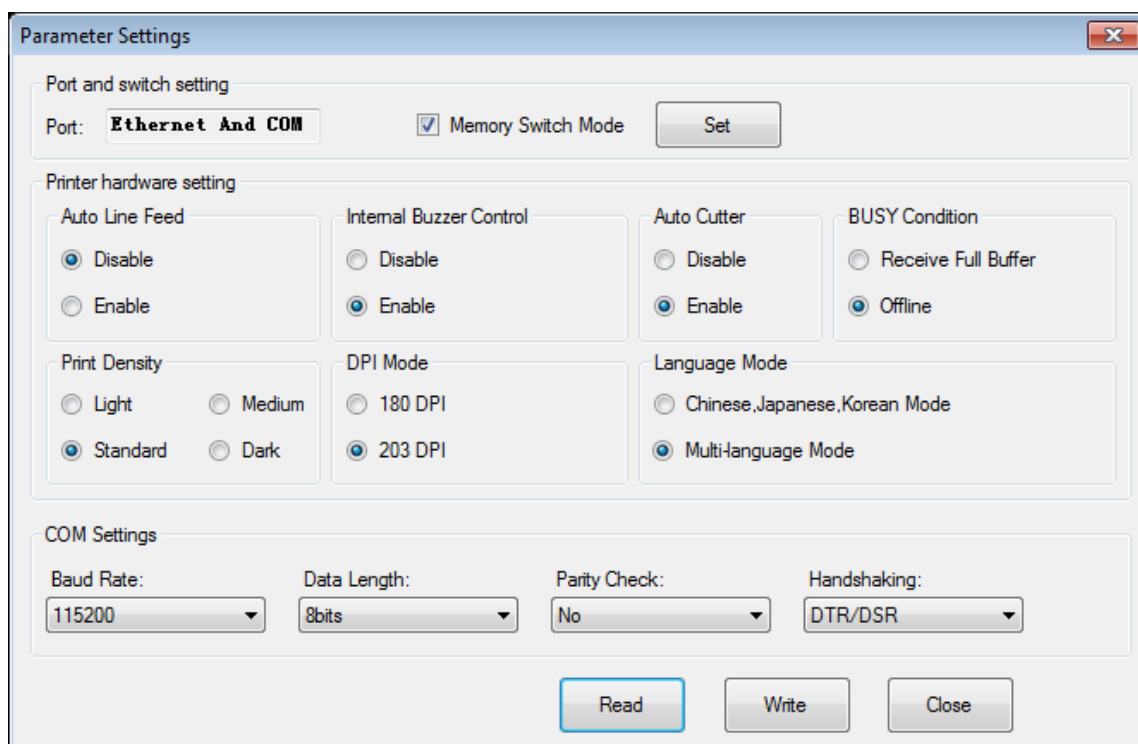 Parameter Settings
Port and switch setting
Port: Ethernet And COM Memory Switch Mode Set
Printer hardware setting
Auto Line Feed
Disable
Enable
Internal Buzzer Control
Disable
Enable
Auto Cutter
Disable
Enable
BUSY Condition
Receive Full Buffer
Offline
Print Density
Light Medium
Standard Dark
DPI Mode
180 DPI
203 DPI
Language Mode
Chinese,Japanese,Korean Mode
Multi-language Mode
COM Settings
Baud Rate: Data Length: Parity Check: Handshaking:
115200 8bits No DTR/DSR
Read Write Close